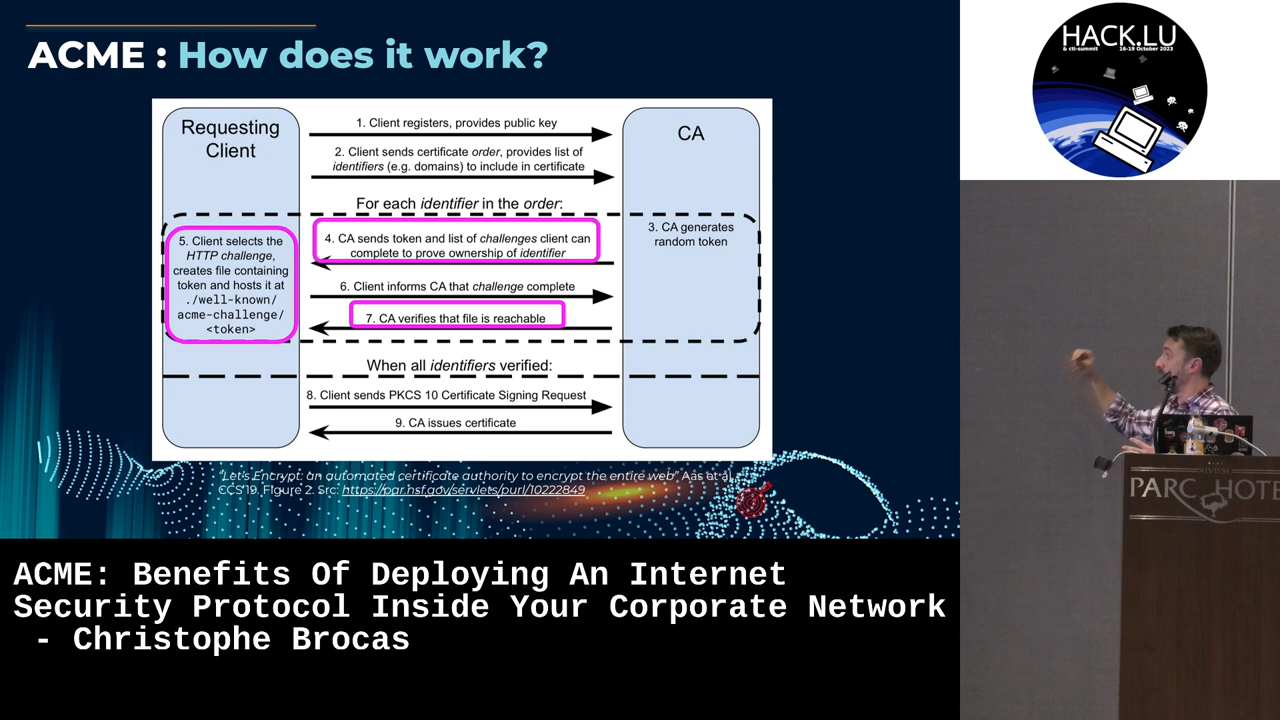 ACME : How does it work?
Requesting
Client
CA
1. Client registers, provides public key
2. Client sends certificate order, provides list of
identifiers (e.g. domains) to include in certificate
For each identifier in the order:
3. CA generates
random token
4. CA sends token and list of challenges client can
complete to prove ownership of identifier
5. Client selects the
HTTP challenge,
creates file containing
token and hosts it at
./well-known/
acme-challenge/
<token>
6. Client informs CA that challenge complete
7. CA verifies that file is reachable
When all identifiers verified:
8. Client sends PKCS 10 Certificate Signing Request
9. CA issues certificate
"Let's Encrypt: an automated certificate authority to encrypt the entire web" Aas et al.,
CCS'19, Figure 2. Src: https://par.nsf.gov/servlets/purl/10222849
HACK.LU
& cti-summit 16-19 October 2023
PARC HOTE
ACME: Benefits Of Deploying An Internet
Security Protocol Inside Your Corporate Network
- Christophe Brocas